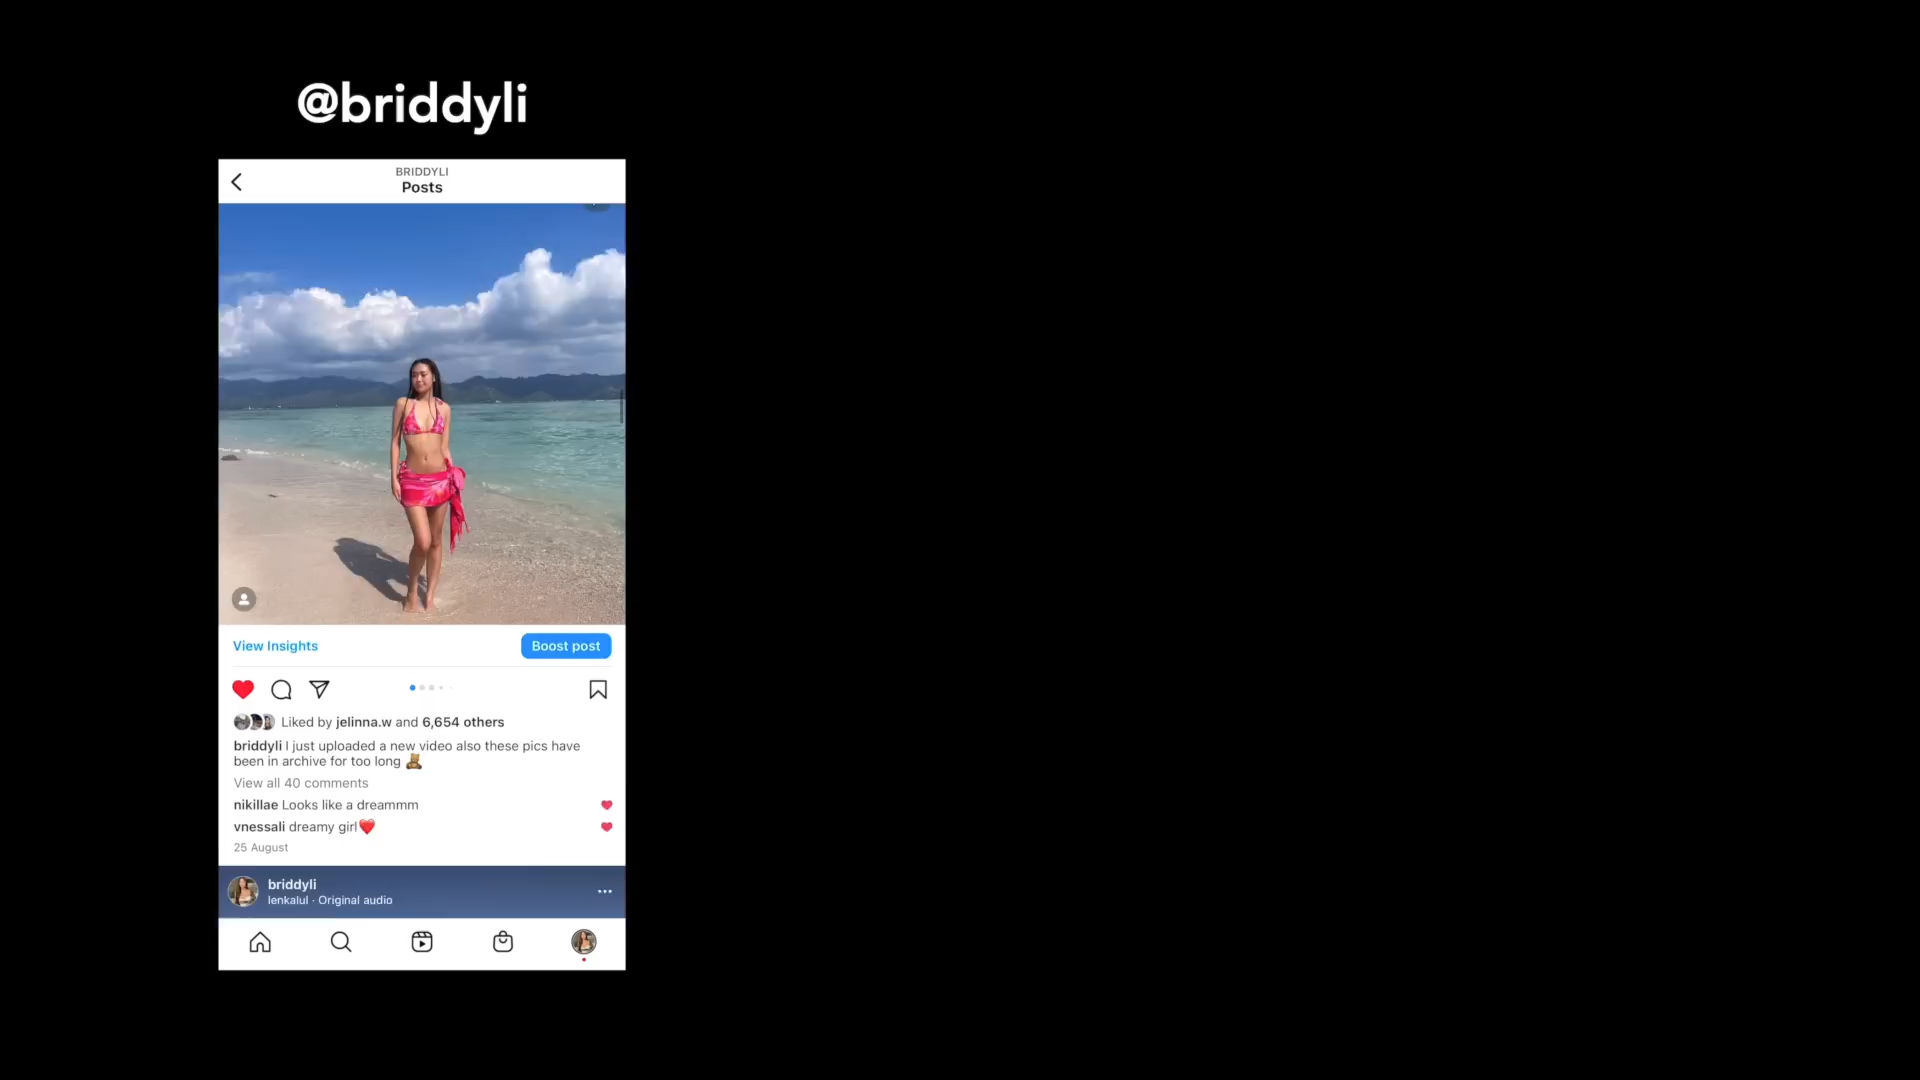 @briddyli
BRIDDYLI
Posts
View Insights
Boost post
Liked by jelinna.w and 6,654 others
briddyli I just uploaded a new video also these pics have
been in archive for too long 🧸
View all 40 comments
nikillae Looks like a dreammm
vnessali dreamy girl❤️
25 August
briddyli
lenkalul · Original audio